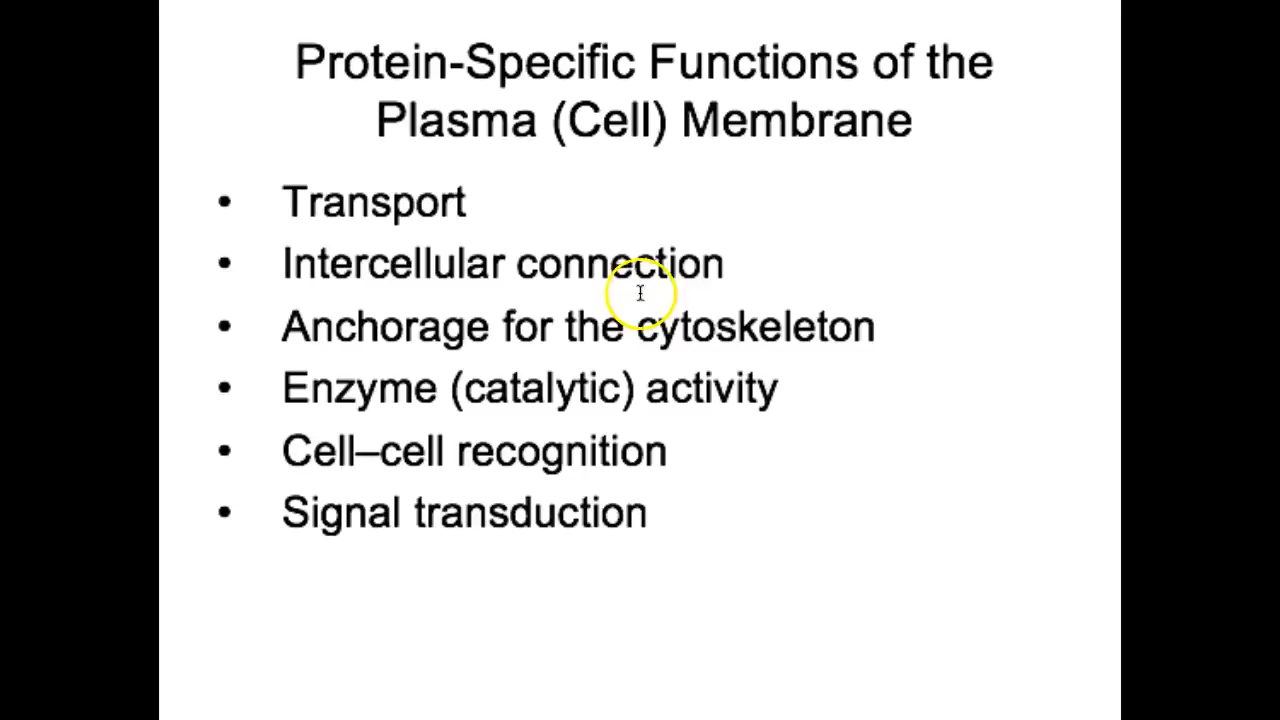 Protein-Specific Functions of the
Plasma (Cell) Membrane
• Transport
• Intercellular connection
• Anchorage for the cytoskeleton
• Enzyme (catalytic) activity
• Cell–cell recognition
• Signal transduction